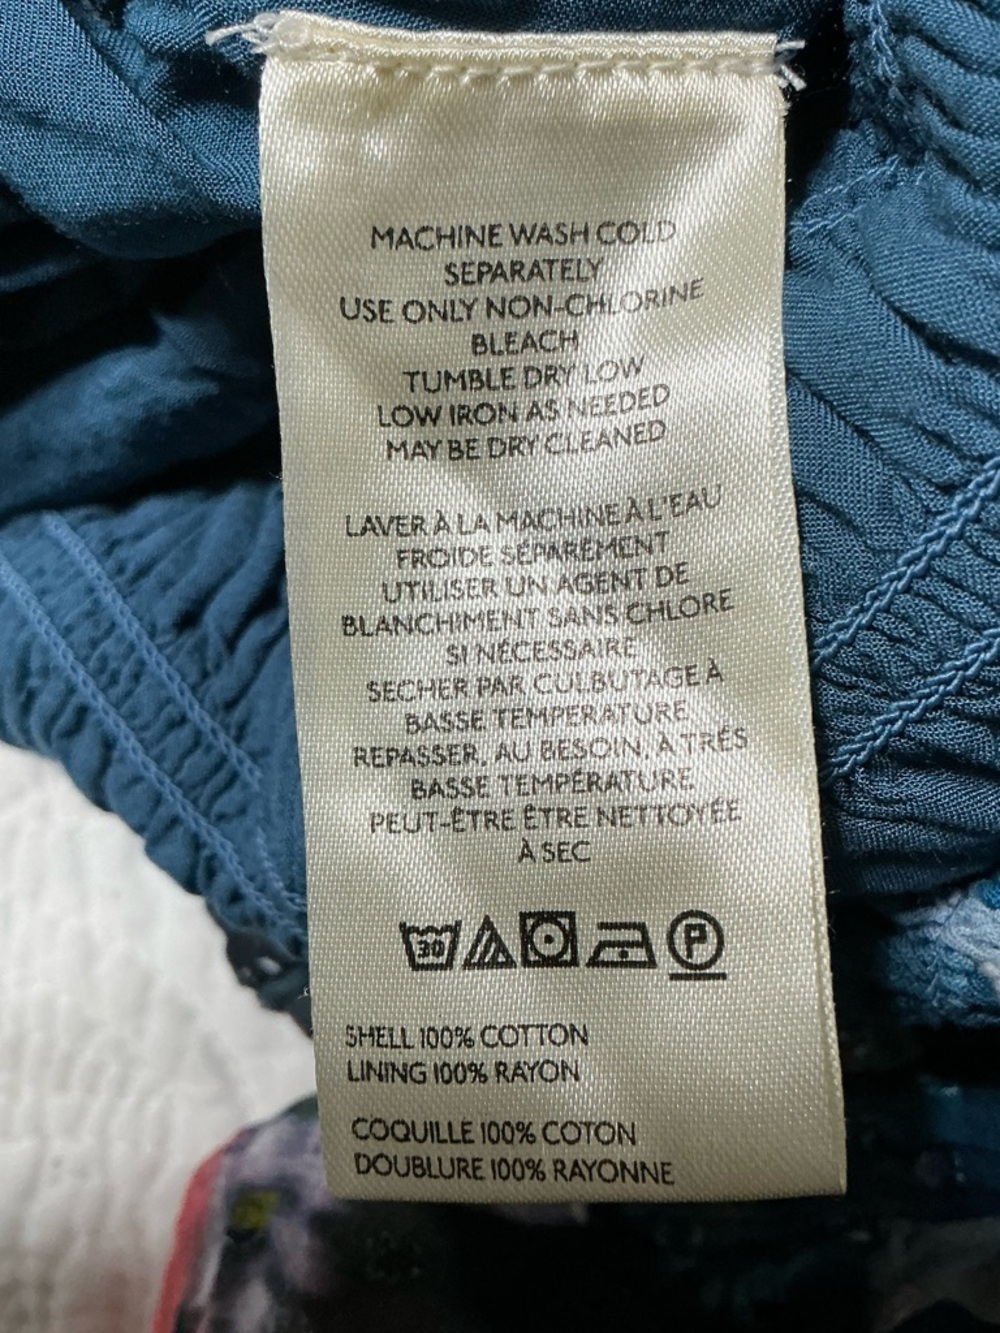 MACHINE WASH COLD
SEPARATELY
USE ONLY NON-CHLORINE
BLEACH
TUMBLE DRY LOW
LOW IRON AS NEEDED
MAY BE DRY CLEANED
LAVER À LA MACHINE À L'EAU
FROIDE SÉPARÉMENT
UTILISER UN AGENT DE
BLANCHIMENT SANS CHLORE
SI NÉCESSAIRE
SECHER PAR CULBUTAGE À
BASSE TEMPERATURE
REPASSER, AU BESOIN, À TRÉS
BASSE TEMPÉRATURE
PEUT-ÊTRE ÊTRE NETTOYÉE
À SEC
30 P
SHELL 100% COTTON
LINING 100% RAYON
COQUILLE 100% COTON
DOUBLURE 100% RAYONNE